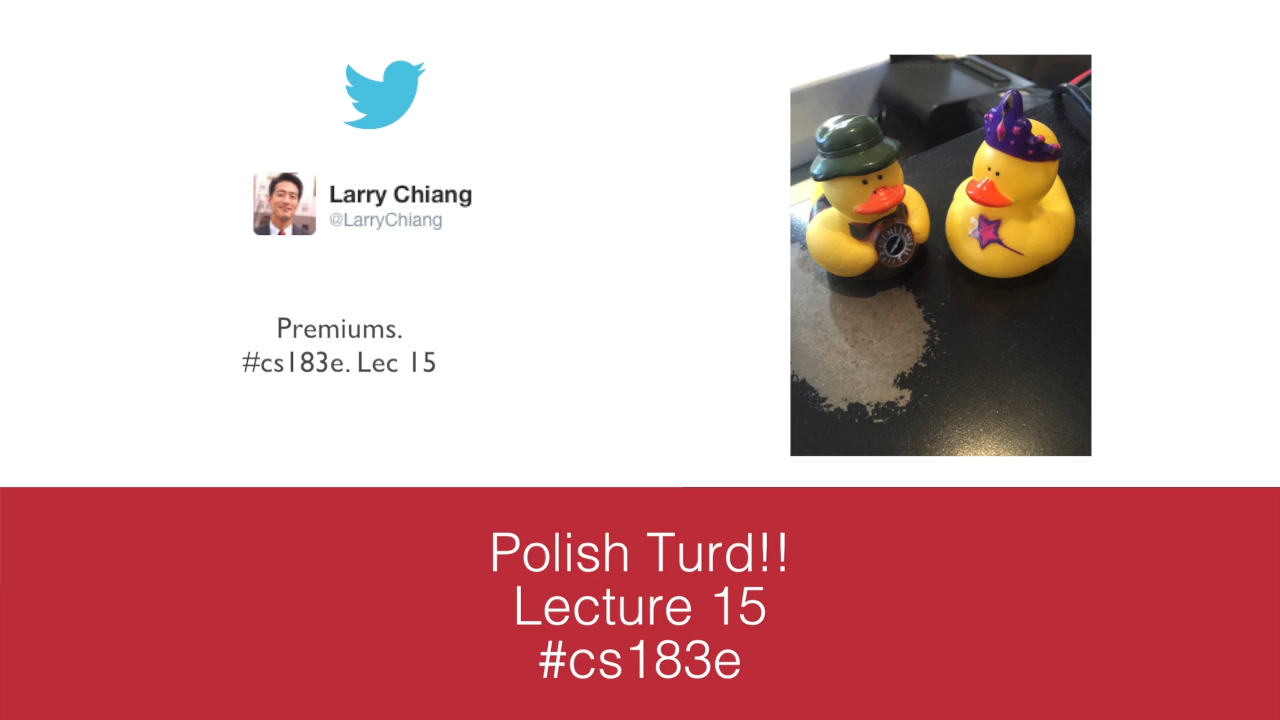 Larry Chiang
@LarryChiang
Premiums.
#cs183e. Lec 15
Polish Turd!!
Lecture 15
#cs183e